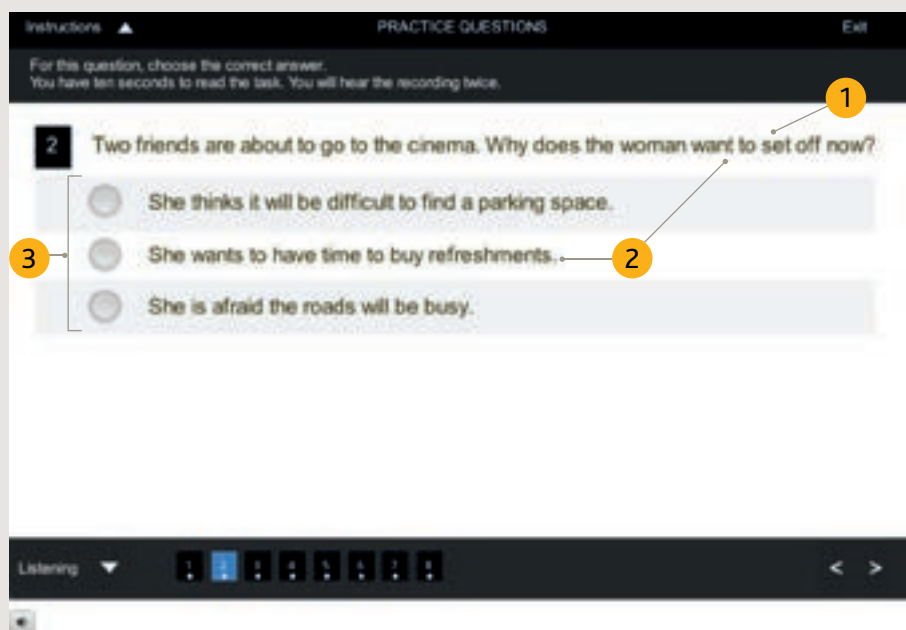 Instructions PRACTICE QUESTIONS Exit
For this question, choose the correct answer.
You have ten seconds to read the task. You will hear the recording twice.
1
2 Two friends are about to go to the cinema. Why does the woman want to set off now?
She thinks it will be difficult to find a parking space.
3 She wants to have time to buy refreshments. 2
She is afraid the roads will be busy.
Listening 1 2 3 4 5 6 7 8 < >